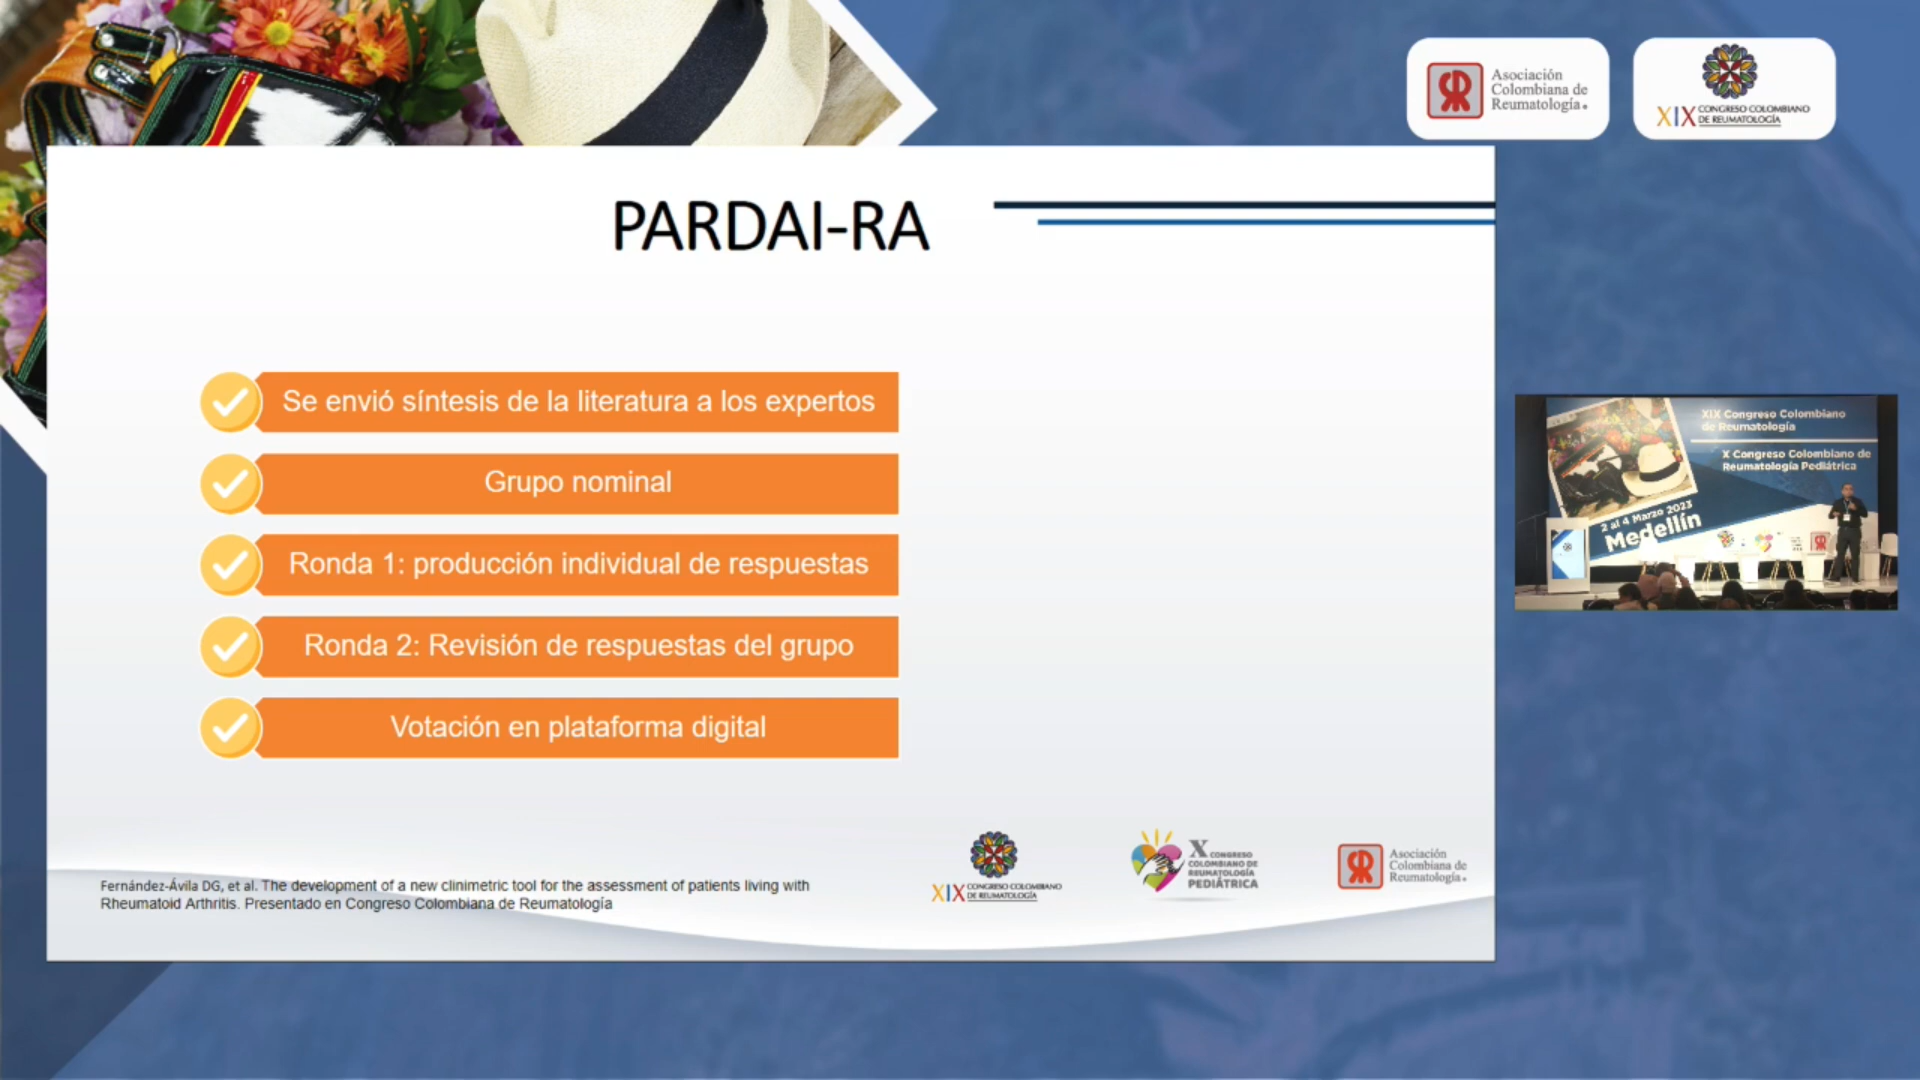 Asociación
Colombiana de
Reumatología.
XIX CONGRESO COLOMBIANO
DE REUMATOLOGÍA
PARDAI-RA
Se envió síntesis de la literatura a los expertos
Grupo nominal
Ronda 1: producción individual de respuestas
Ronda 2: Revisión de respuestas del grupo
Votación en plataforma digital
XIX Congreso Colombiano
de Reumatología
X Congreso Colombiano de
Reumatología Pediátrica
2 al 4 Marzo 2023
Medellín
Fernández-Ávila DG, et al. The development of a new clinimetric tool for the assessment of patients living with
Rheumatoid Arthritis. Presentado en Congreso Colombiana de Reumatología
XIX CONGRESO COLOMBIANO
DE REUMATOLOGÍA
X CONGRESO
COLOMBIANO DE
REUMATOLOGÍA
PEDIÁTRICA
Asociación
Colombiana de
Reumatología.